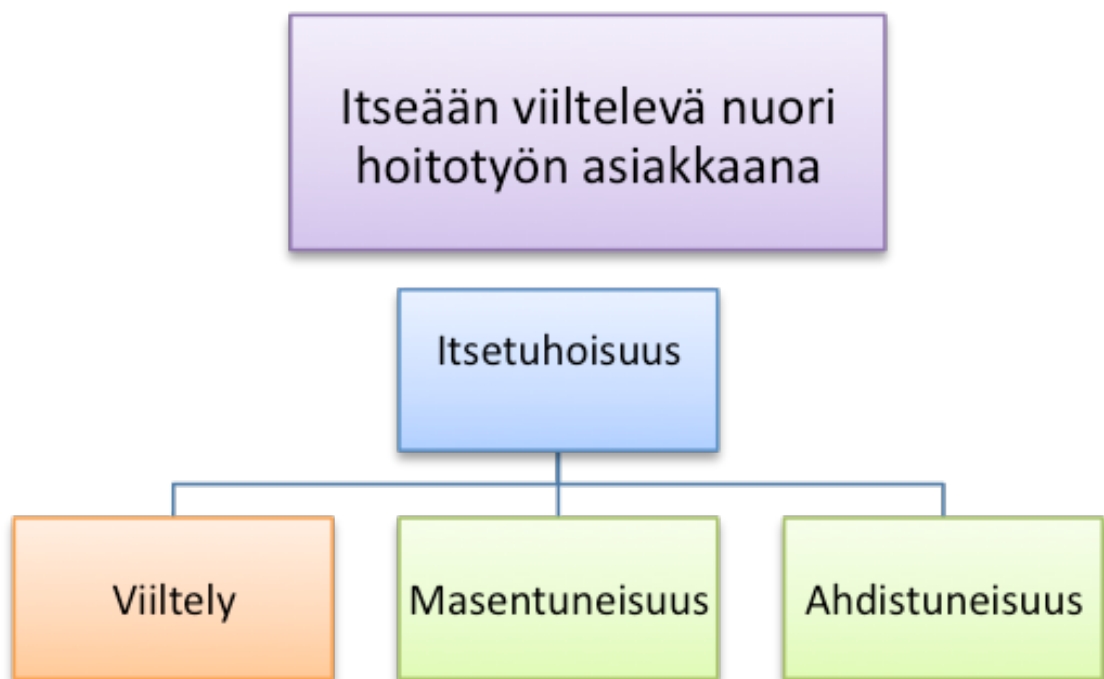 Itseään viiltelevä nuori
hoitotyön asiakkaana
Itsetuhoisuus
Viiltely
Masentuneisuus
Ahdistuneisuus